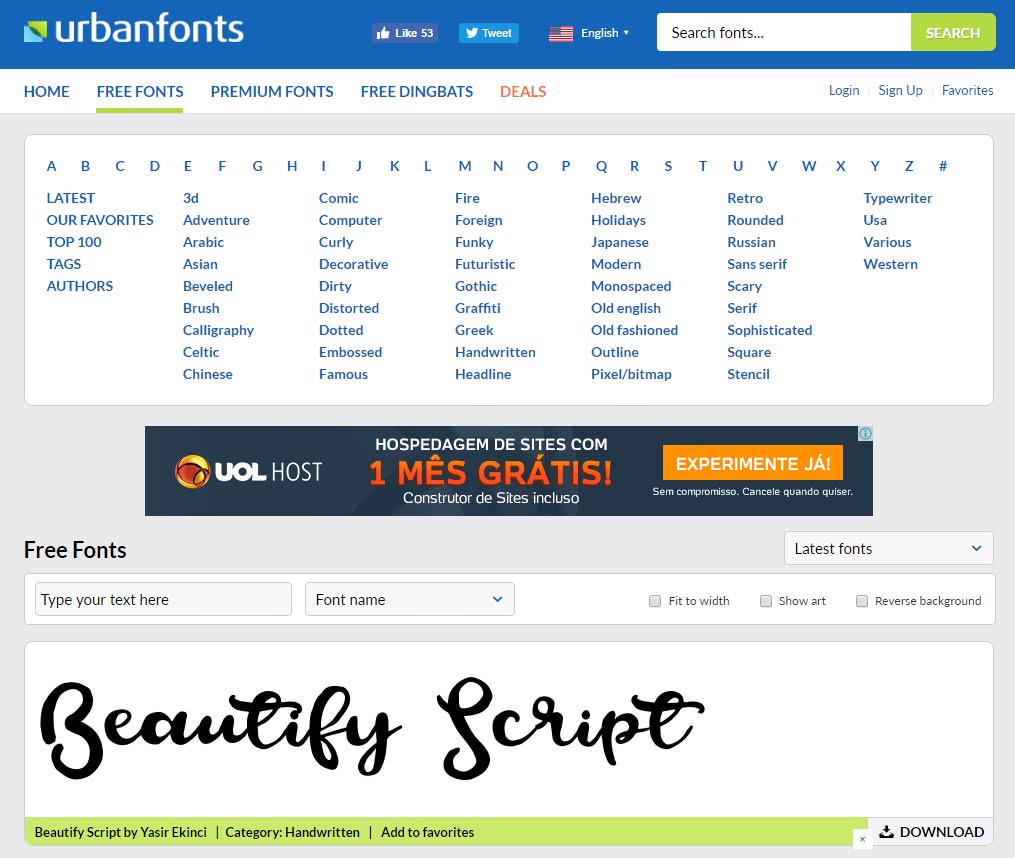 urbanfonts
Like 53
Tweet
English
Search fonts...
SEARCH
HOME FREE FONTS PREMIUM FONTS FREE DINGBATS DEALS
Login Sign Up Favorites
A B C D E F G H I J K L M N O P Q R S T U V W X Y Z #
LATEST
OUR FAVORITES
TOP 100
TAGS
AUTHORS
3d
Adventure
Arabic
Asian
Beveled
Brush
Calligraphy
Celtic
Chinese
Comic
Computer
Curly
Decorative
Dirty
Distorted
Dotted
Embossed
Famous
Fire
Foreign
Funky
Futuristic
Gothic
Graffiti
Greek
Handwritten
Headline
Hebrew
Holidays
Japanese
Modern
Monospaced
Old english
Old fashioned
Outline
Pixel/bitmap
Retro
Rounded
Russian
Sans serif
Scary
Serif
Sophisticated
Square
Stencil
Typewriter
Usa
Various
Western
UOL HOST
HOSPEDAGEM DE SITES COM
1 MÊS GRÁTIS!
Construtor de Sites incluso
EXPERIMENTE JÁ!
Sem compromisso. Cancele quando quiser.
Free Fonts
Latest fonts
Type your text here
Font name
Fit to width
Show art
Reverse background
Beautify Script
Beautify Script by Yasir Ekinci | Category: Handwritten | Add to favorites
DOWNLOAD